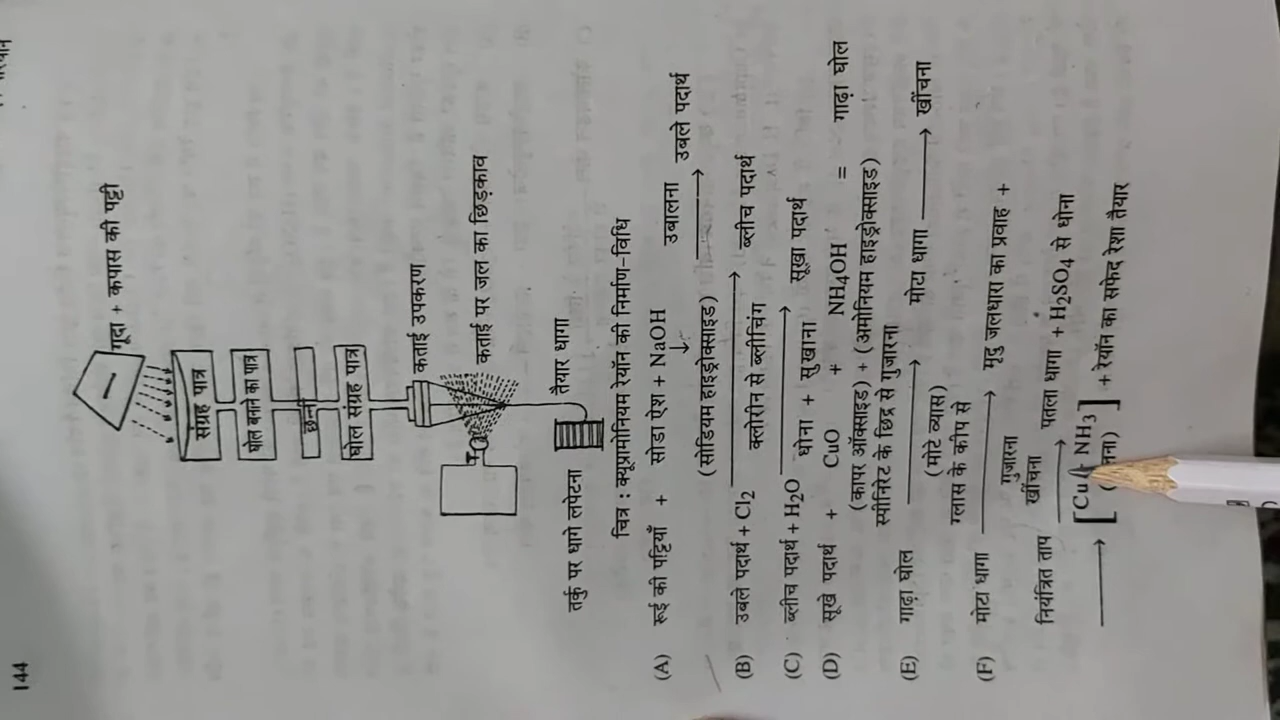 144
गूदा + कपास की पट्टी
संग्रह पात्र
घोल बनाने का पात्र
छन्नी
घोल संग्रह पात्र
कताई उपकरण
कताई पर जल का छिड़काव
तैयार धागा
तर्कु पर धागे लपेटना
चित्र : क्यूप्रामोनियम रेयॉन की निर्माण-विधि
(A) रूई की पट्टियाँ + सोडा ऐश + NaOH उबालना उबले पदार्थ
(सोडियम हाइड्रोक्साइड)
(B) उबले पदार्थ + Cl2 ब्लीच पदार्थ
क्लोरीन से ब्लीचिंग
(C) ब्लीच पदार्थ + H2O सूखा पदार्थ
धोना + सुखाना
(D) सूखे पदार्थ + CuO + NH4OH = गाढ़ा घोल
(कापर ऑक्साइड) + (अमोनियम हाइड्रोक्साइड)
स्पीनिरेट के छिद्र से गुजारना
(E) गाढ़ा घोल मोटा धागा खींचना
(मोटे व्यास)
ग्लास के कीप से
(F) मोटा धागा मृदु जलधारा का प्रवाह +
गुजारना
खींचना
नियंत्रित ताप पतला धागा + H2SO4 से धोना
[Cu NH3] + रेयॉन का सफेद रेशा तैयार